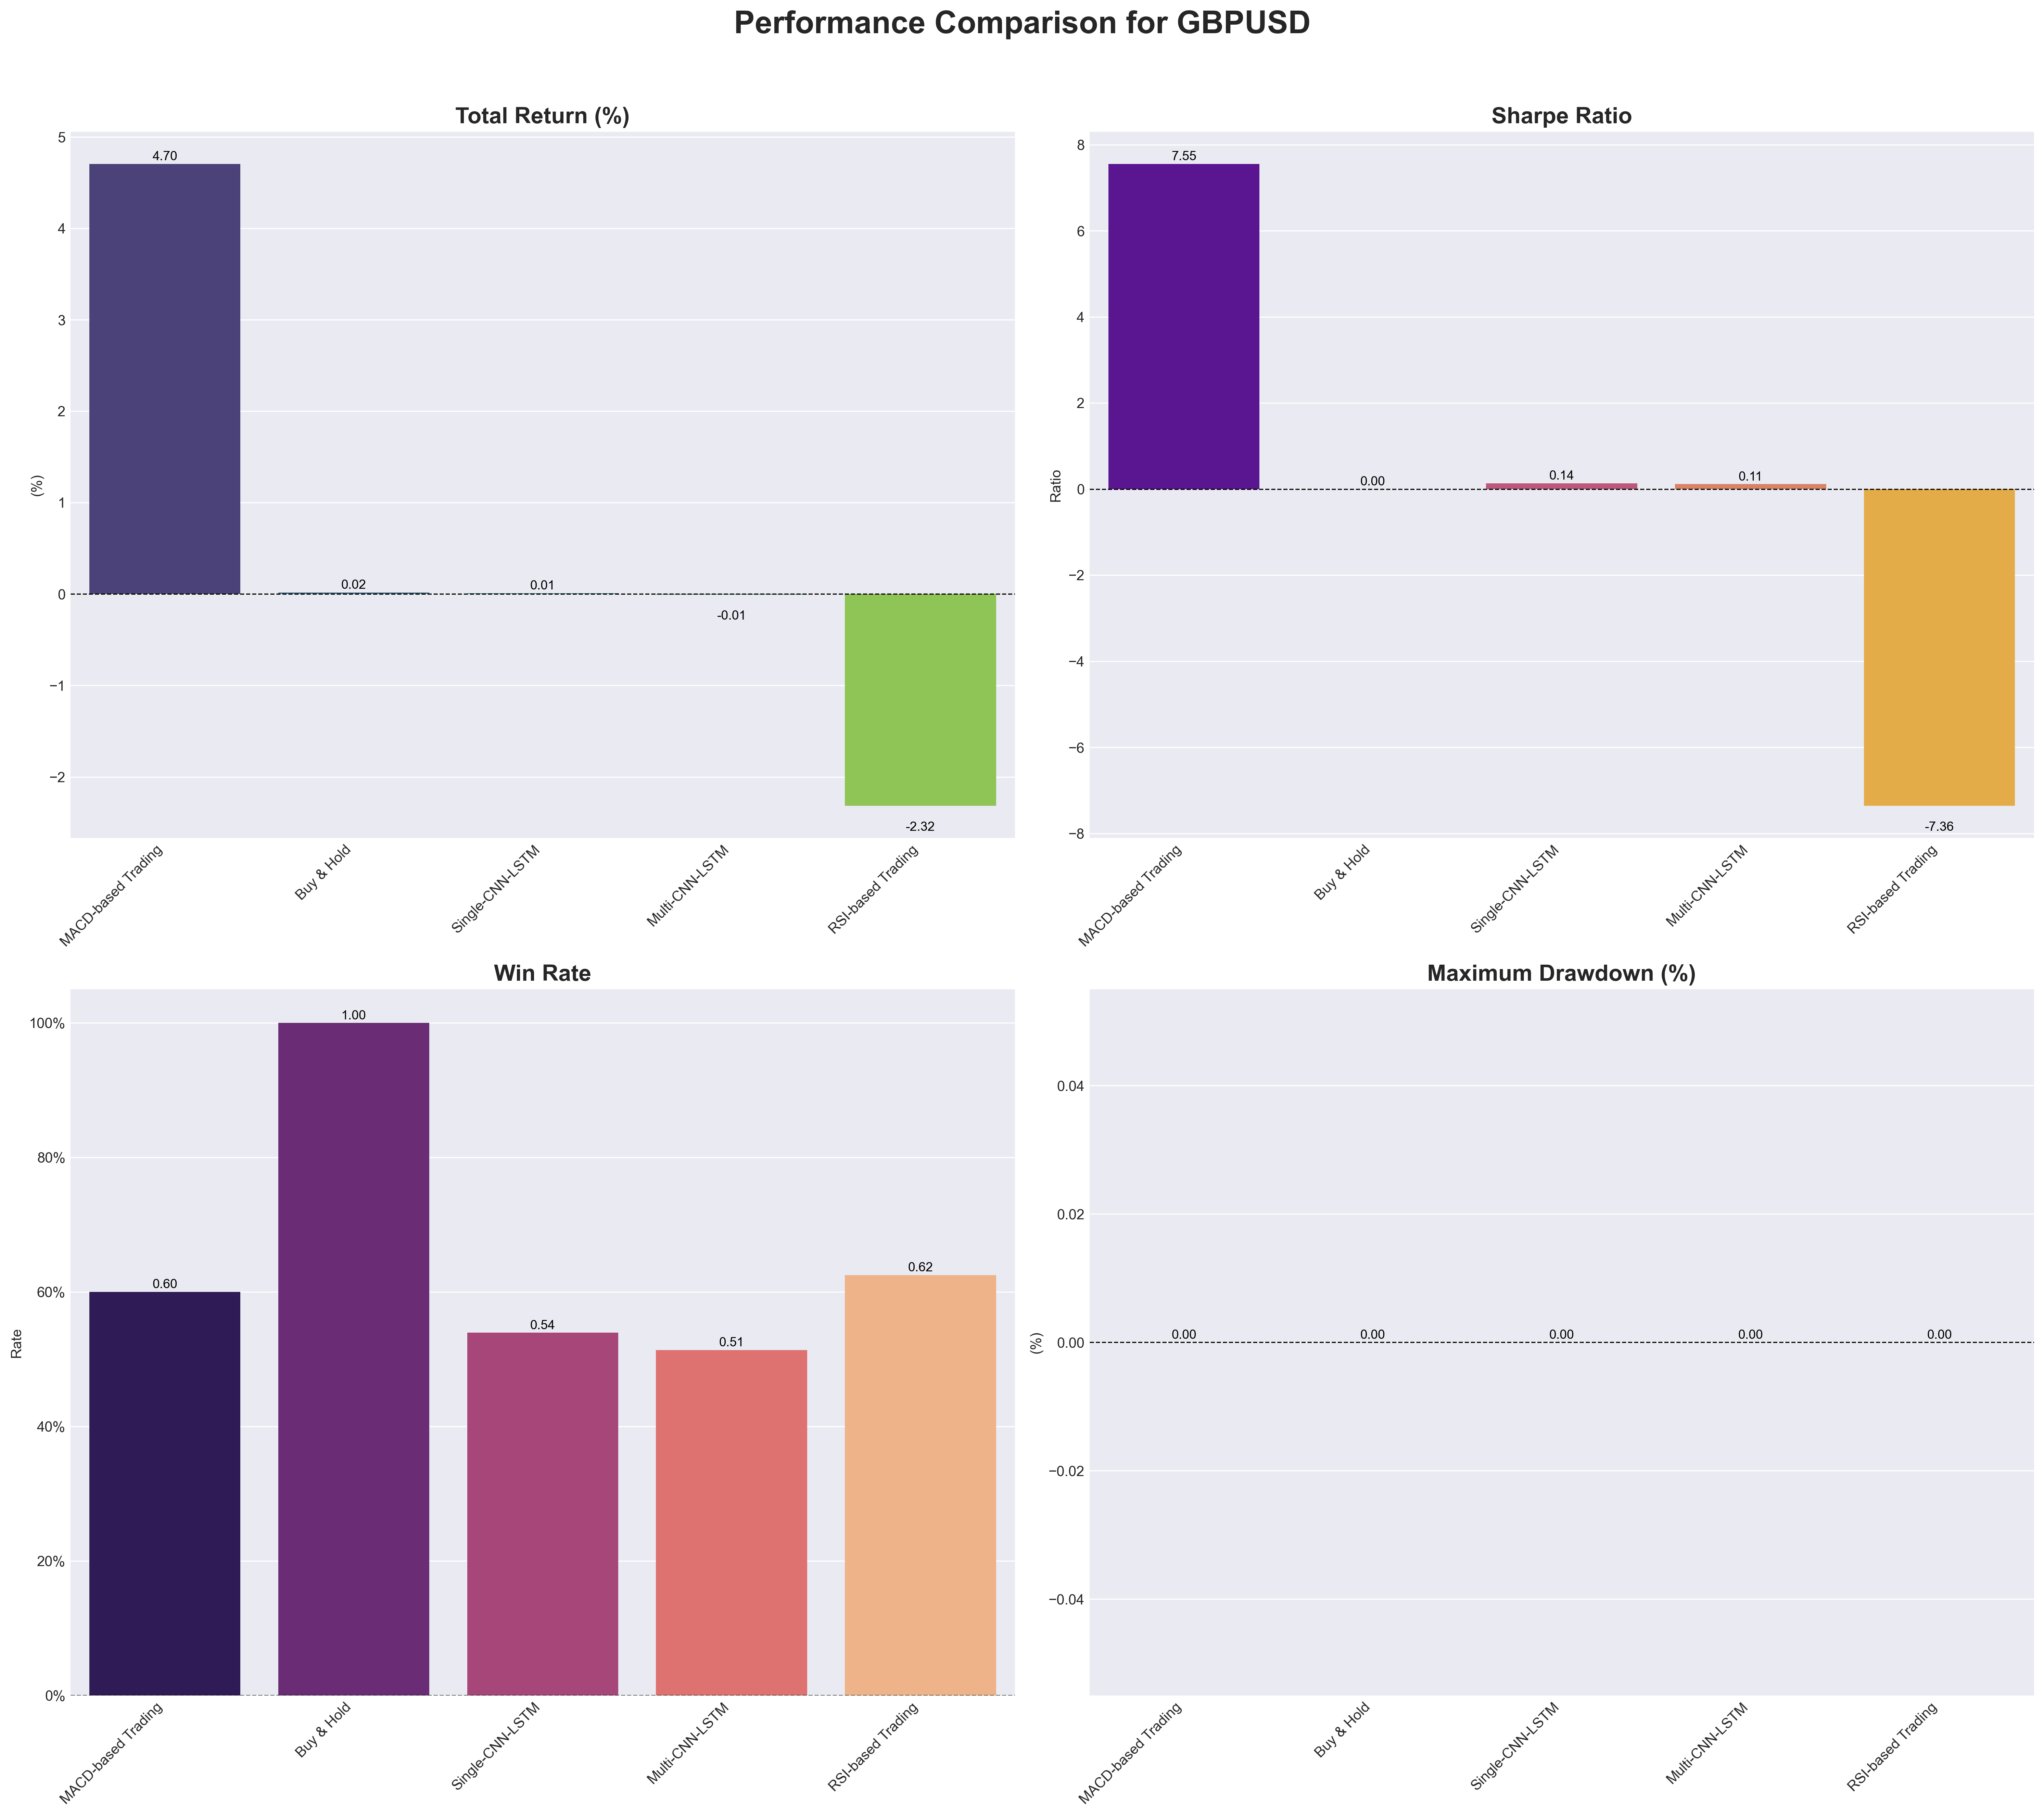 Performance Comparison for GBPUSD
Total Return (%)
5
4
3
2
1
0
−1
−2
(%)
4.70
0.02
0.01
-0.01
-2.32
MACD-based Trading
Buy & Hold
Single-CNN-LSTM
Multi-CNN-LSTM
RSI-based Trading
Sharpe Ratio
8
6
4
2
0
−2
−4
−6
−8
Ratio
7.55
0.00
0.14
0.11
-7.36
MACD-based Trading
Buy & Hold
Single-CNN-LSTM
Multi-CNN-LSTM
RSI-based Trading
Win Rate
100%
80%
60%
40%
20%
0%
Rate
0.60
1.00
0.54
0.51
0.62
MACD-based Trading
Buy & Hold
Single-CNN-LSTM
Multi-CNN-LSTM
RSI-based Trading
Maximum Drawdown (%)
0.04
0.02
0.00
−0.02
−0.04
(%)
0.00
0.00
0.00
0.00
0.00
MACD-based Trading
Buy & Hold
Single-CNN-LSTM
Multi-CNN-LSTM
RSI-based Trading